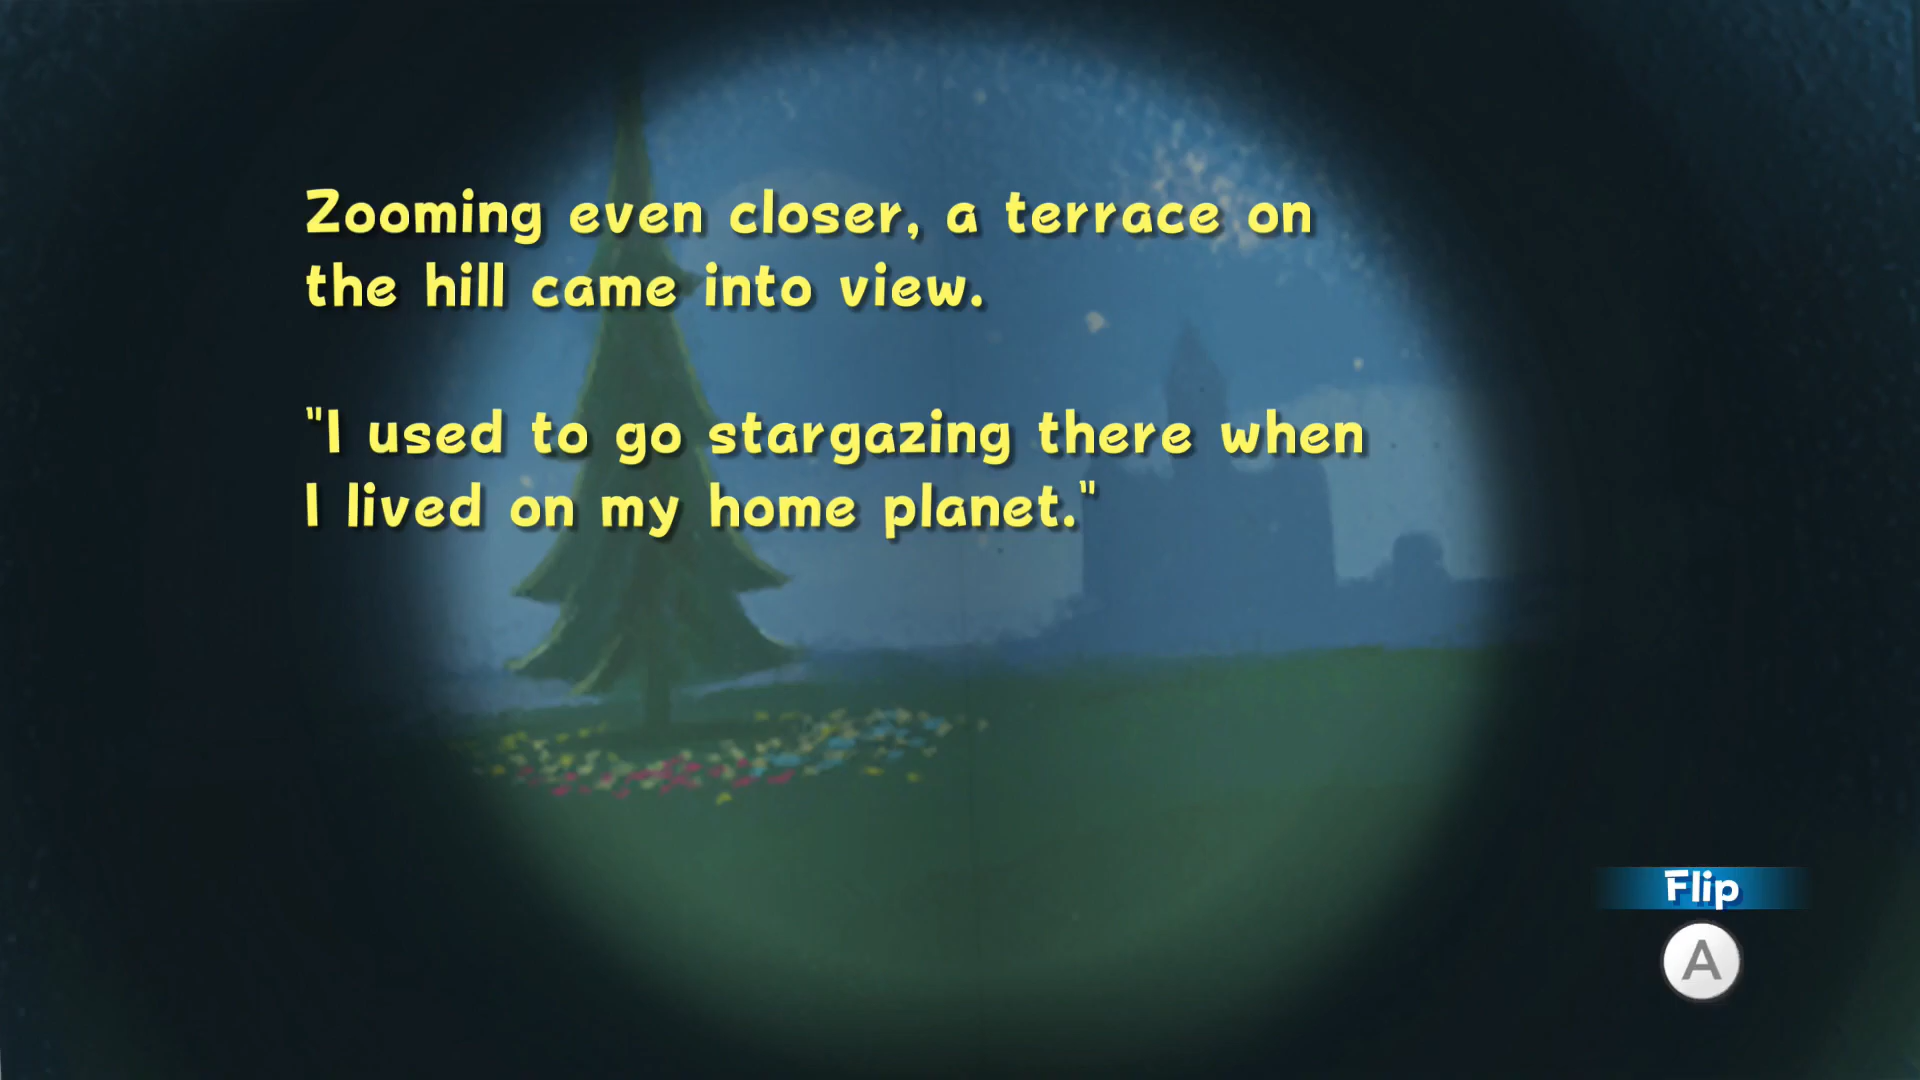 Zooming even closer, a terrace on
the hill came into view.
"I used to go stargazing there when
I lived on my home planet."
Flip
A